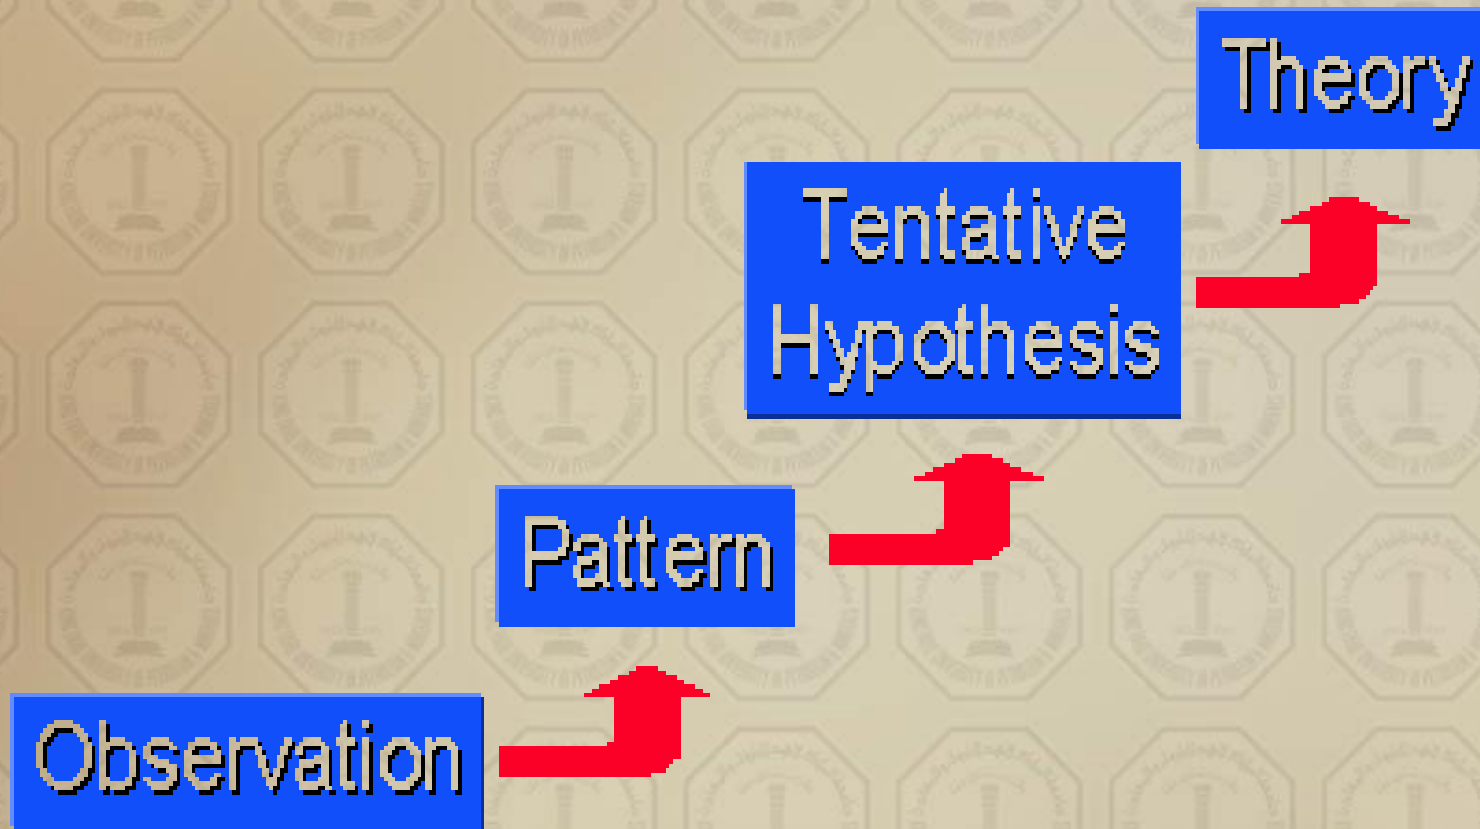 Theory
Tentative
Hypothesis
Pattern
Observation